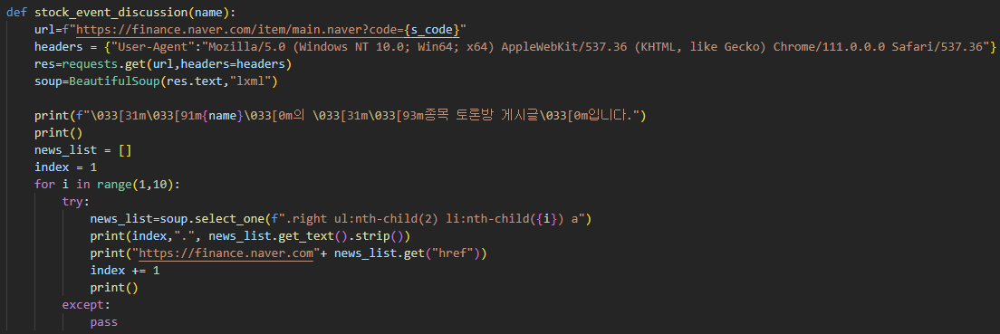 def stock_event_discussion(name):
    url=f"https://finance.naver.com/item/main.naver?code={s_code}"
    headers = {"User-Agent":"Mozilla/5.0 (Windows NT 10.0; Win64; x64) AppleWebKit/537.36 (KHTML, like Gecko) Chrome/111.0.0.0 Safari/537.36"}
    res=requests.get(url,headers=headers)
    soup=BeautifulSoup(res.text,"lxml")

    print(f"\033[31m\033[91m{name}\033[0m의 \033[31m\033[93m종목 토론방 게시글\033[0m입니다.")
    print()
    news_list = []
    index = 1
    for i in range(1,10):
        try:
            news_list=soup.select_one(f".right ul:nth-child(2) li:nth-child({i}) a")
            print(index,".", news_list.get_text().strip())
            print("https://finance.naver.com"+ news_list.get("href"))
            index += 1
            print()
        except:
            pass